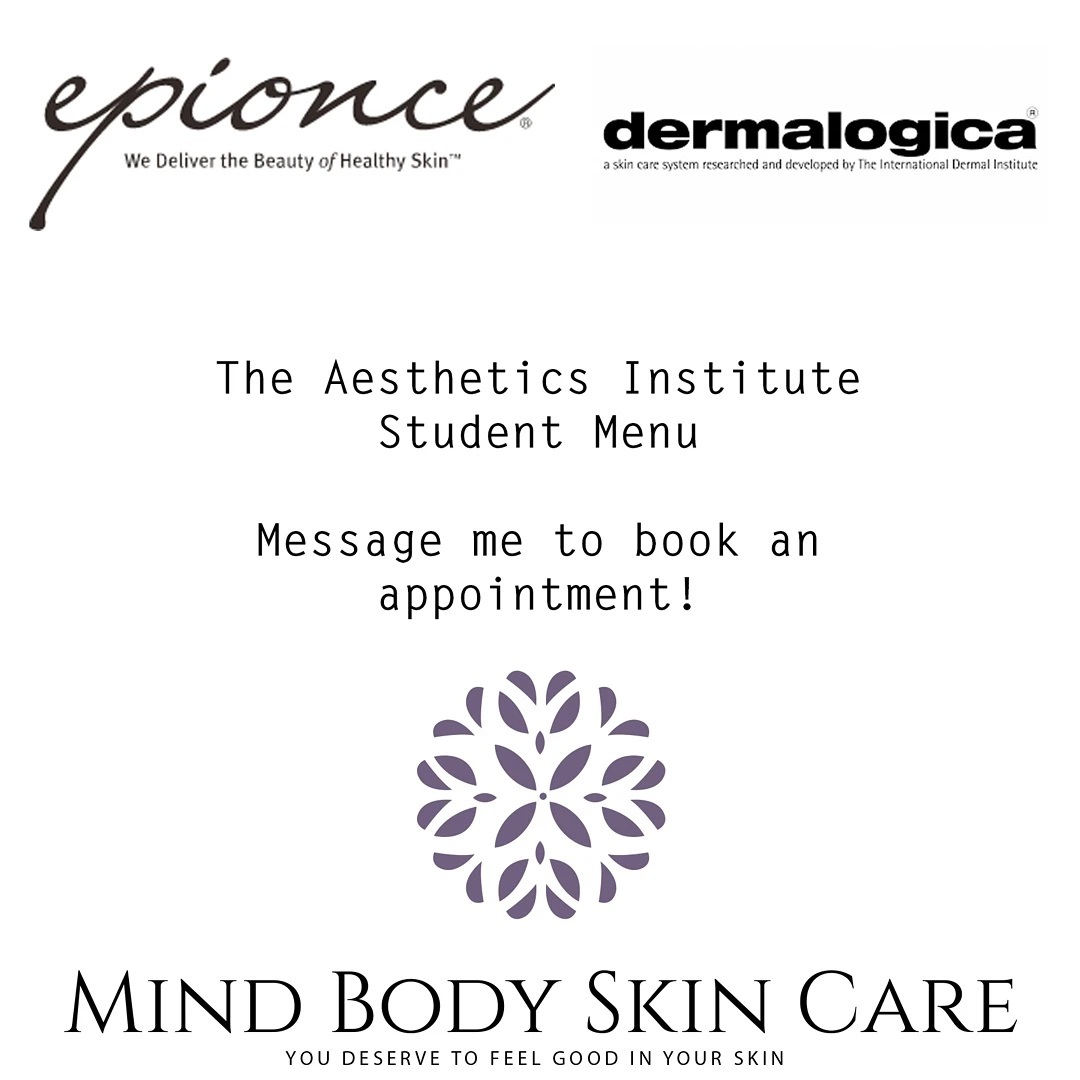 epionce®
We Deliver the Beauty of Healthy Skin™
dermalogica®
a skin care system researched and developed by The International Dermal Institute
The Aesthetics Institute
Student Menu
Message me to book an
appointment!
MIND BODY SKIN CARE
YOU DESERVE TO FEEL GOOD IN YOUR SKIN